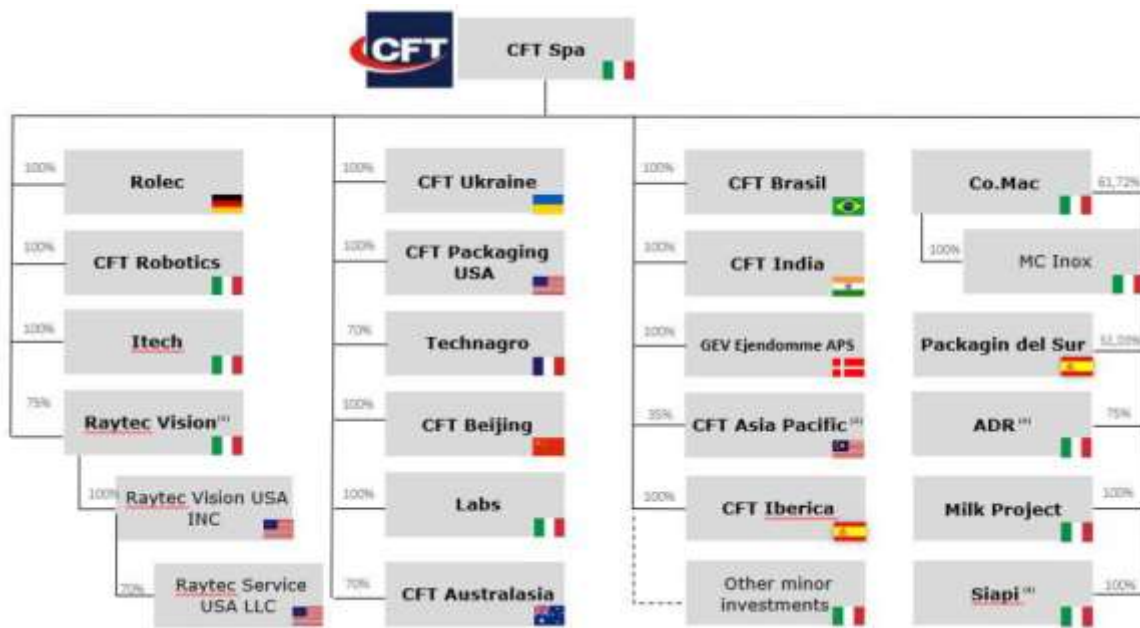 CFT
CFT Spa
100%
Rolec
100%
CFT Robotics
100%
Itech
75%
Raytec Vision
100%
Raytec Vision USA
INC
70%
Raytec Service
USA LLC
100%
CFT Ukraine
100%
CFT Packaging
USA
70%
Technagro
100%
CFT Beijing
100%
Labs
70%
CFT Australasia
100%
CFT Brasil
100%
CFT India
100%
GEV Ejendomme APS
35%
CFT Asia Pacific
100%
CFT Iberica
Other minor
investments
Co.Mac
61,72%
100%
MC Inox
Packagin del Sur
ADR
75%
Milk Project
100%
Siapi
100%